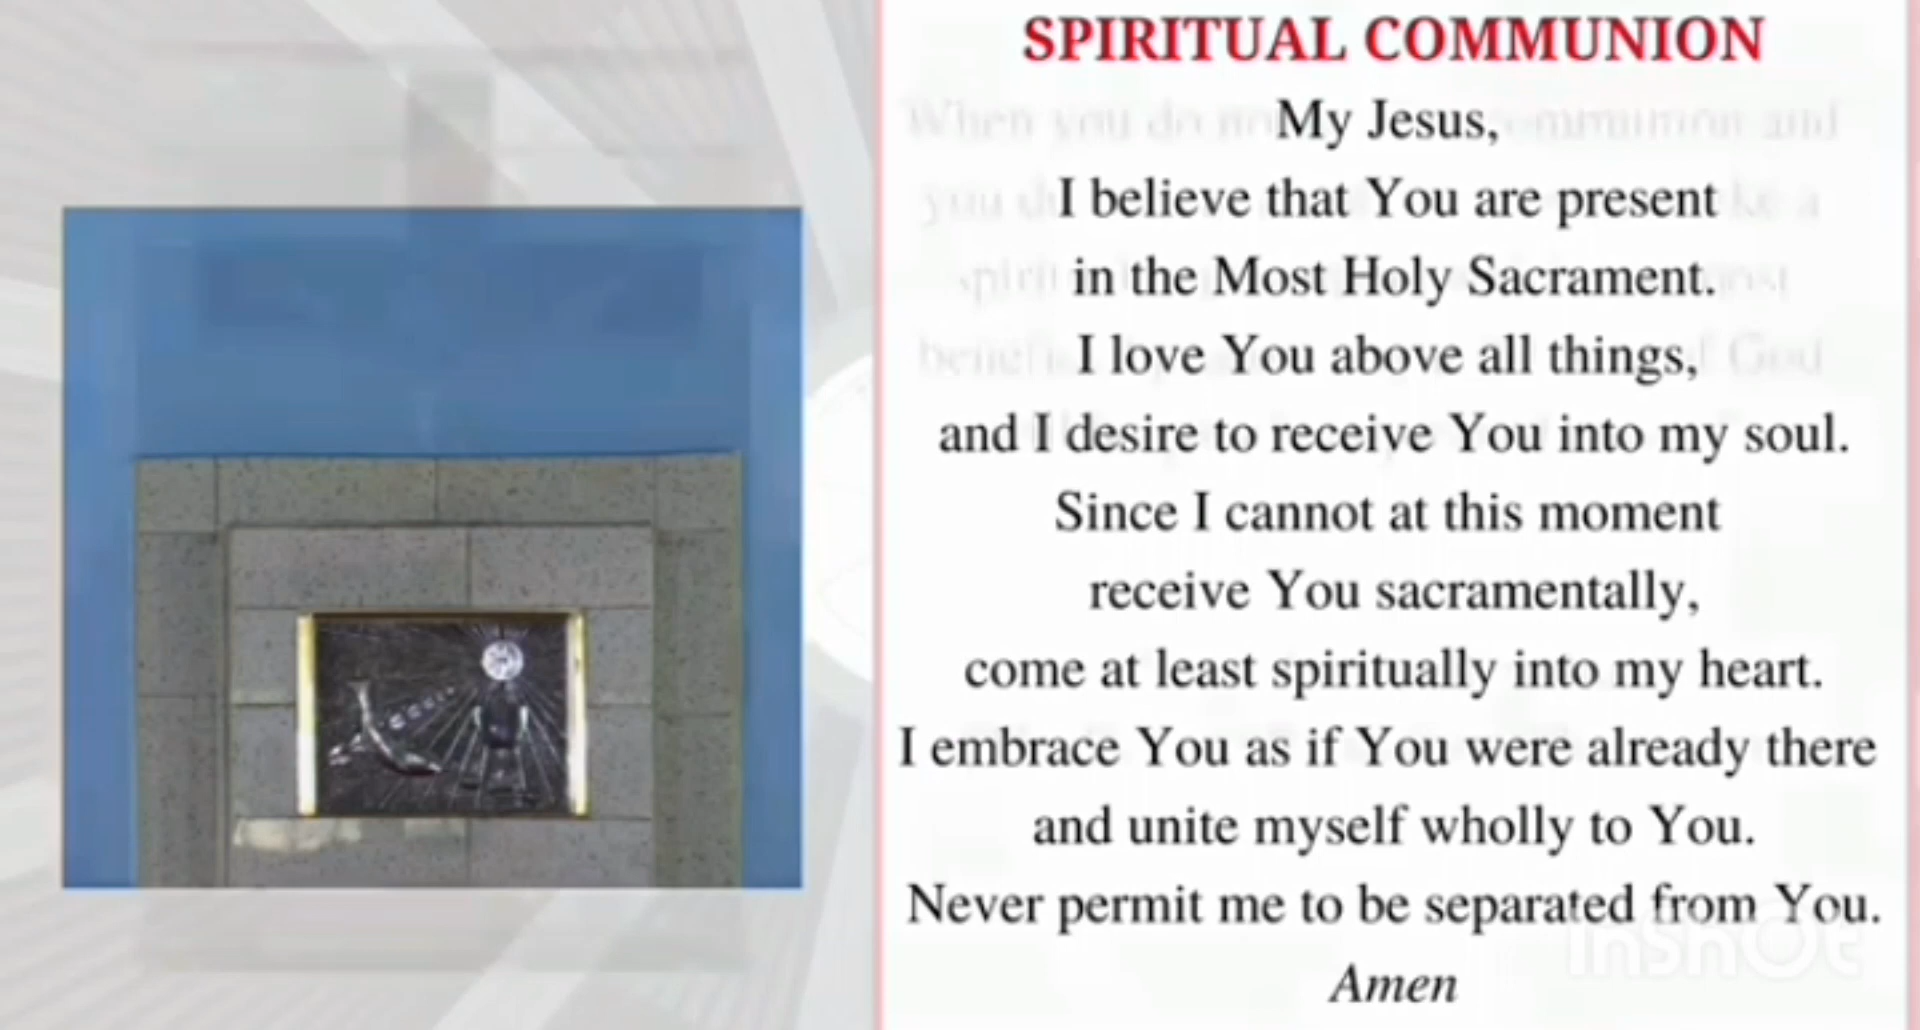 SPIRITUAL COMMUNION
My Jesus,
I believe that You are present
in the Most Holy Sacrament.
I love You above all things,
and I desire to receive You into my soul.
Since I cannot at this moment
receive You sacramentally,
come at least spiritually into my heart.
I embrace You as if You were already there
and unite myself wholly to You.
Never permit me to be separated from You.
InShOt
Amen